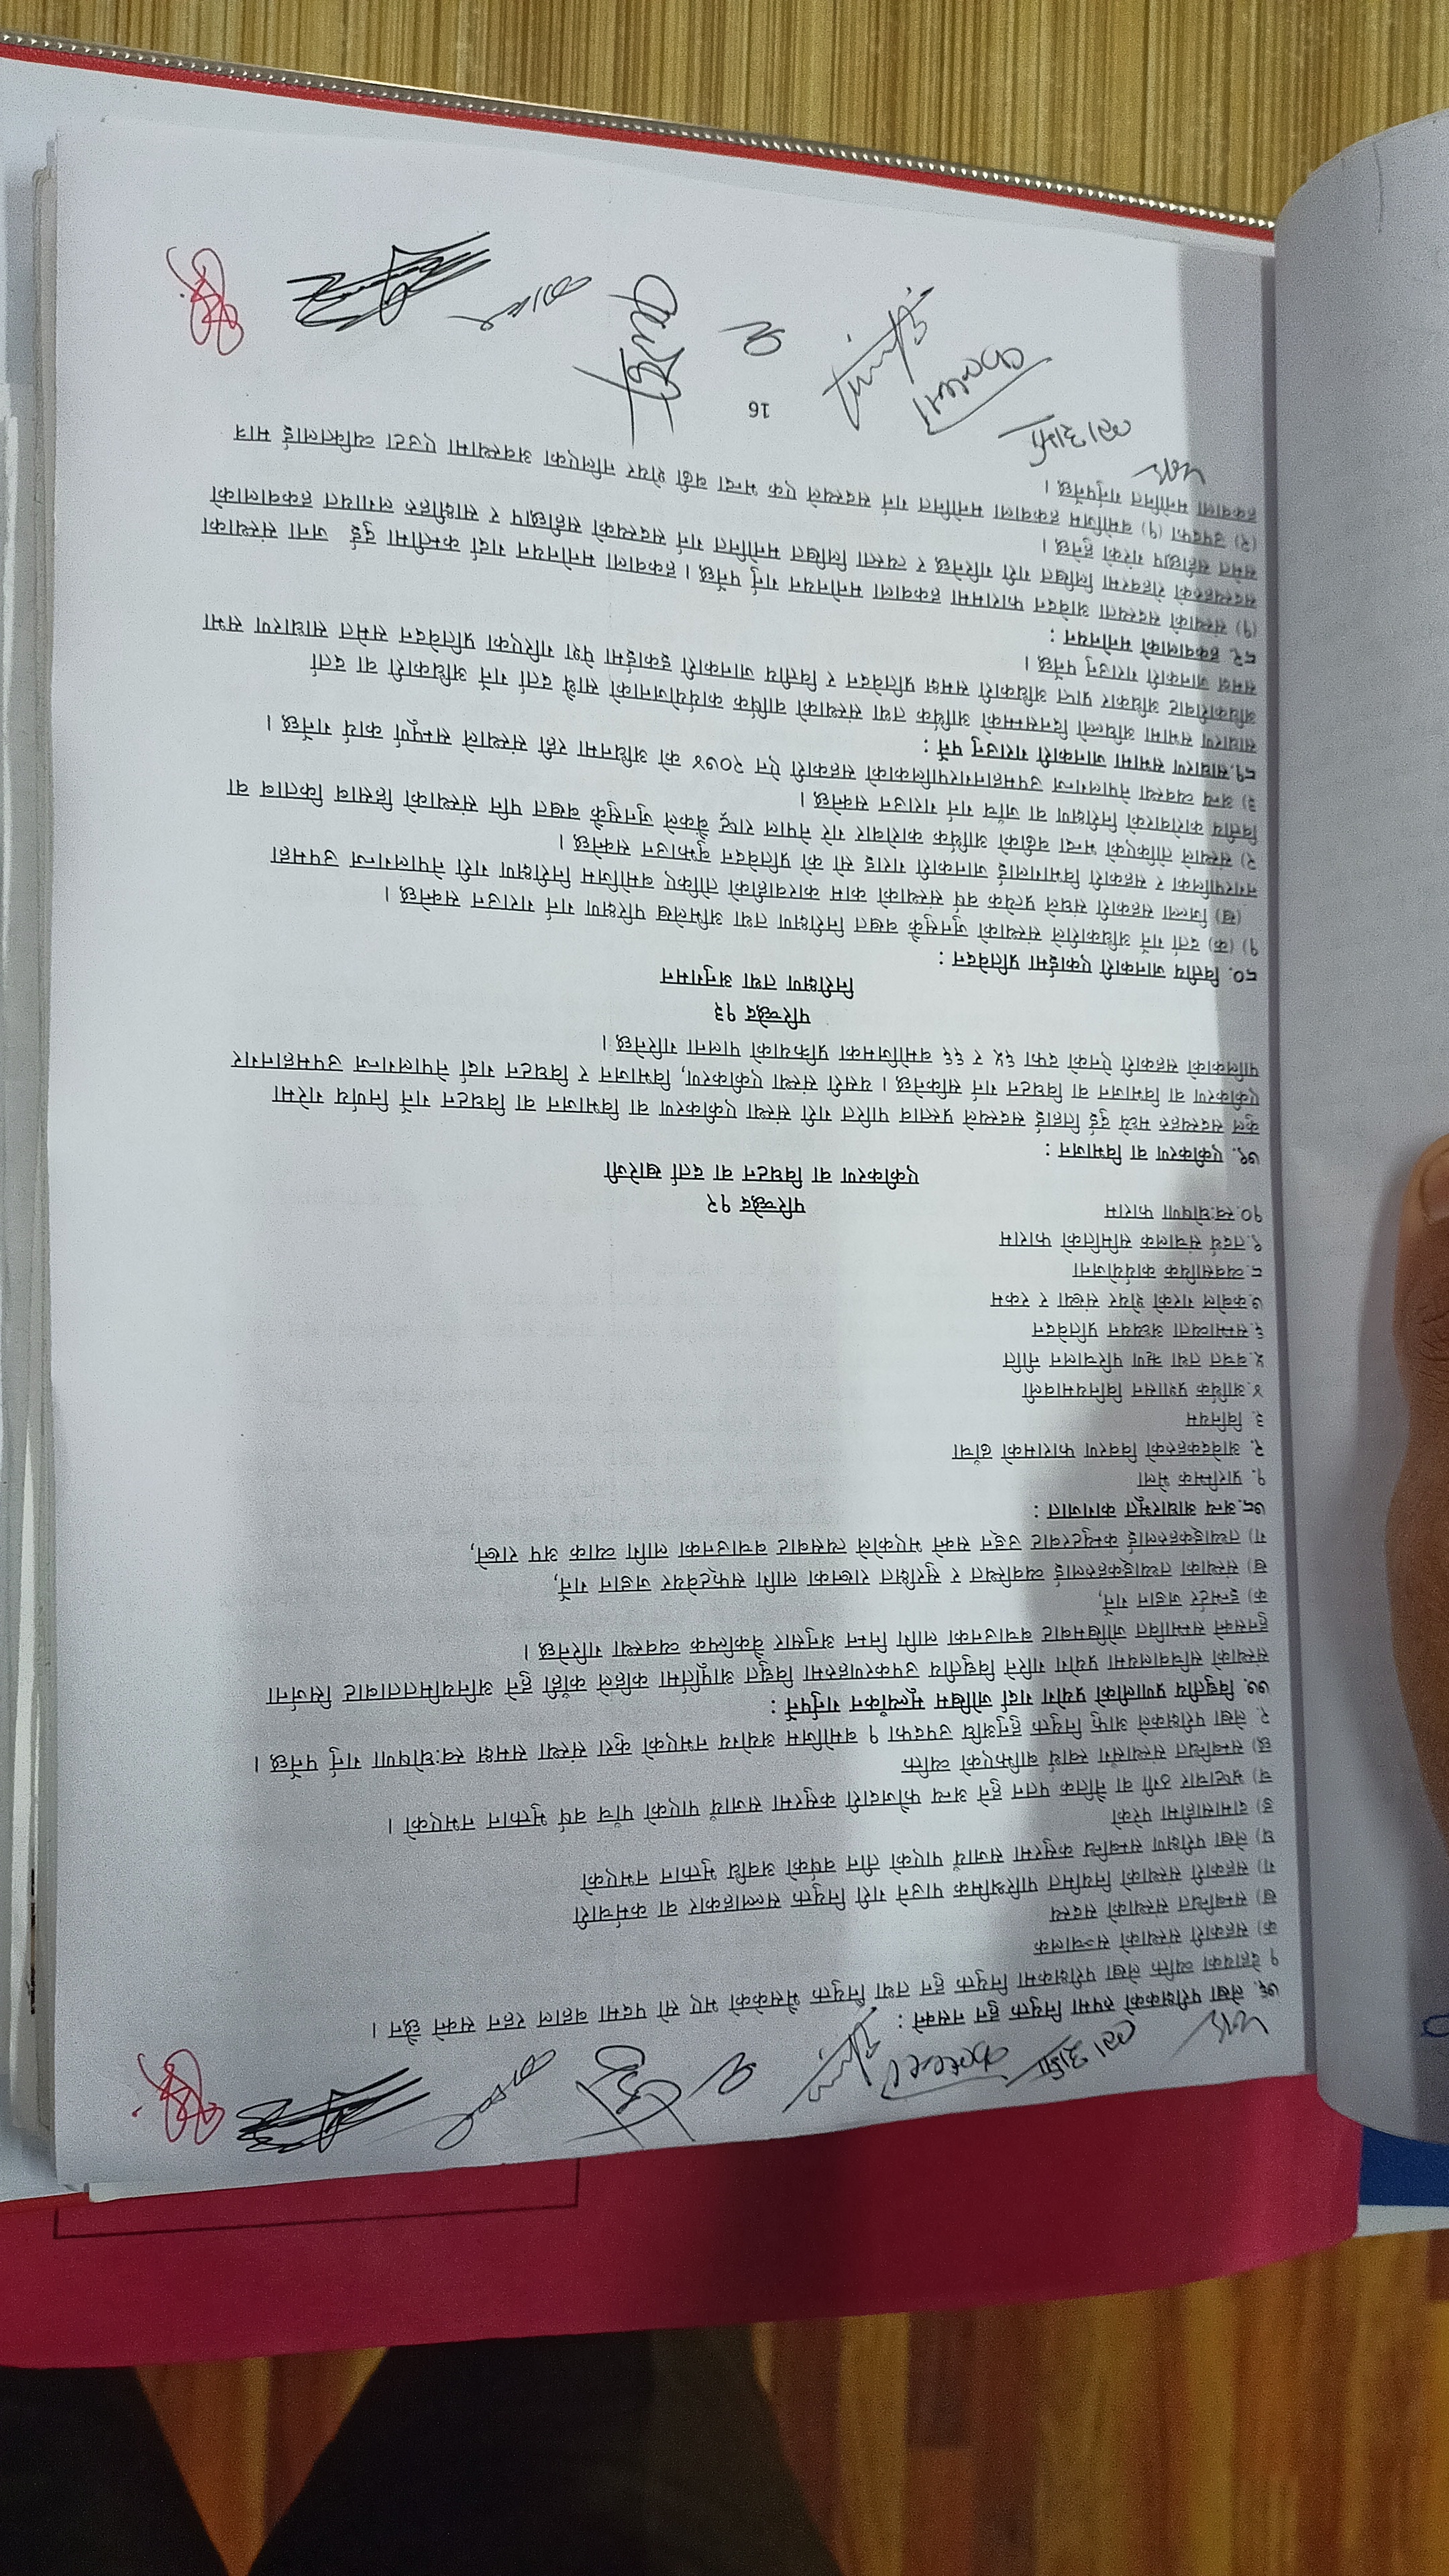 ल्ता शर्मा कल्पना
७६. लेखा परीक्षकको रुपमा नियुक्त हुन नसक्ने :
१ देहायका व्यक्ति लेखा परीक्षकमा नियुक्त हुन तथा नियुक्त भैसकेको भए सो पदमा बहाल रहन सक्ने छैन ।
क) सहकारी संस्थाको सञ्चालक
ख) सम्बन्धित संस्थाको सदस्य
ग) सहकारी संस्थाको नियमित पारिश्रमिक पाउने गरी नियुक्त सल्लाहकार वा कर्मचारी
घ) लेखा परीक्षण सम्बन्धि कसुरमा सजायँ पाएको तीन वर्षको अवधि भुक्तान नभएको
ङ) दामासाहीमा परेको
च) भ्रष्टाचार ठगी वा नैतिक पतन हुने अन्य फौजदारी कसुरमा सजायँ पाएको पाँच वर्ष भुक्तान नभएको ।
छ) सम्बन्धित संस्थासँग स्वार्थ बाझिएको व्यक्ति
२. लेखा परीक्षकले आफु नियुक्त हुनुअघि उपदफा १ बमोजिम अयोग्य नभएको कुरा संस्था समक्ष स्व:घोषणा गर्नु पर्नेछ ।
७७. विद्युतीय प्रणालीको प्रयोग गर्दा जोखिम मूल्याँकन गर्नुपर्ने :
संस्थाको सचिवालयमा प्रयोग गरिने विद्युतीय उपकरणहरुमा विद्युत आपूर्तिमा कहिले काँही हुने अनियमितताबाट सिर्जना
हुनसक्ने सम्भावित जोखिमबाट बचाउनका लागि निम्न अनुसार वैकल्पिक व्यवस्था गरिनेछ ।
क) इन्भर्टर जडान गर्ने,
ख) संस्थाका तथ्याङ्कहरुलाई व्यवस्थित र सुरक्षित राख्नका लागि सफ्टवेयर जडान गर्ने,
ग) तथ्याङ्कहरुलाई कम्युटरबाट उड्न सक्ने भएकोले त्यसबाट बचाउनका लागि व्याक अप राख्ने,
७८.अन्य आधारभूत कागजात :
१. प्रारम्भिक भेला
२. आवेदकहरुको विवरण फारामको ढाँचा
३. विनियम
४.आर्थिक प्रशासन विनियमावली
५.बचत तथा ऋण परिचालन नीति
६.सम्भाव्यता अध्ययन प्रतिवेदन
७.कबोल गरको शेयर संख्या र रकम
८.व्यवसायिक कार्ययोजना
९.तदर्थ संचालक समितिको फाराम
१०.स्व:घोषणा फाराम
परिच्छेद १२
एकीकरण वा विघटन वा दर्ता खारेजी
७९. एकीकरण वा विभाजन :
कुल सदस्यहरु मध्ये दुई तिहाई सदस्यले प्रस्ताव पारित गरी संस्था एकीकरण वा विभाजन वा विघटन गर्ने निर्णय गरेमा
एकीकरण वा विभाजन वा विघटन गर्न सकिनेछ । यसरी संस्था एकीकरण, विभाजन र विघटन गर्दा नेपालगन्ज उपमहानगर
पालिकाको सहकारी ऐनको दफा ६५ र ६६ बमोजिमका प्रक्रियाको पालना गरिनेछ ।
परिच्छेद १३
निरीक्षण तथा अनुगमन
८०. वित्तीय जानकारी एकाईमा प्रतिवेदन :
१) (क) दर्ता गर्ने अधिकारीले संस्थाको जुनसुकै बखत निरीक्षण तथा अभिलेख परिक्षण गर्न गराउन सक्नेछ ।
(ख) जिल्ला सहकारी संघले प्रत्येक वर्ष संस्थाको काम कारवाहीको तोकिए बमोजिम निरीक्षण गरी नेपालगन्ज उपमहा
नगरपालिका र सहकारी विभागलाई जानकारी गराइ सो को प्रतिवेदन बुझाउन सक्नेछ ।
२) संस्थाले तोकिएको भन्दा बढीको आर्थिक कारोबार गरे नेपाल राष्ट्र बैंकले जुनसुकै बखत पनि संस्थाको हिसाब किताब वा
वित्तीय कारोवारको निरीक्षण वा जाँच गर्न गराउन सक्नेछ ।
३) अन्य व्यवस्था नेपालगन्ज उपमहानगरपालिकाको सहकारी ऐन २०७४ को अधिनमा रही संस्थाले सम्पूर्ण कार्य गर्नेछ ।
८१.साधारण सभामा जानकारी गराउनु पर्ने :
साधारण सभामा अघिल्लो दिनसम्मको आर्थिक तथा संस्थाको वार्षिक कार्ययोजनाको साथै दर्ता गर्ने अधिकारी वा दर्ता
अधिकारीबाट अधिकार प्राप्त अधिकारी समक्ष प्रतिवेदन र वित्तीय जानकारी इकाईमा पेश गरिएका प्रतिवेदन समेत साधारण सभा
समक्ष जानकारी गराउनु पर्नेछ ।
८२. हकवालाको मनोनयन :
(१) संस्थाको सदस्यता आवेदन फाराममा हकवाला मनोनयन गर्नु पर्नेछ । हकवाला मनोनयन गर्दा कम्तीमा दुई जना संस्थाका
सदस्यहरुको रोहवरमा लिखित गरी गरिनेछ र त्यस्ता लिखित मनोनित गर्न सदस्यको सहीछाप र साक्षीहरु लगायत हकवालाको
समेत सहीछाप गरेको हुनेछ ।
(२) उपदफा (१) बमोजिम हकवाला मनोनित गर्न सदस्यले एक भन्दा बढी शेयर नलिएका अवस्थामा एउटा व्यक्तिलाई मात्र
हकवाला मनोनित गर्नुपर्नेछ ।
ल्ता शर्मा
कल्पना
16